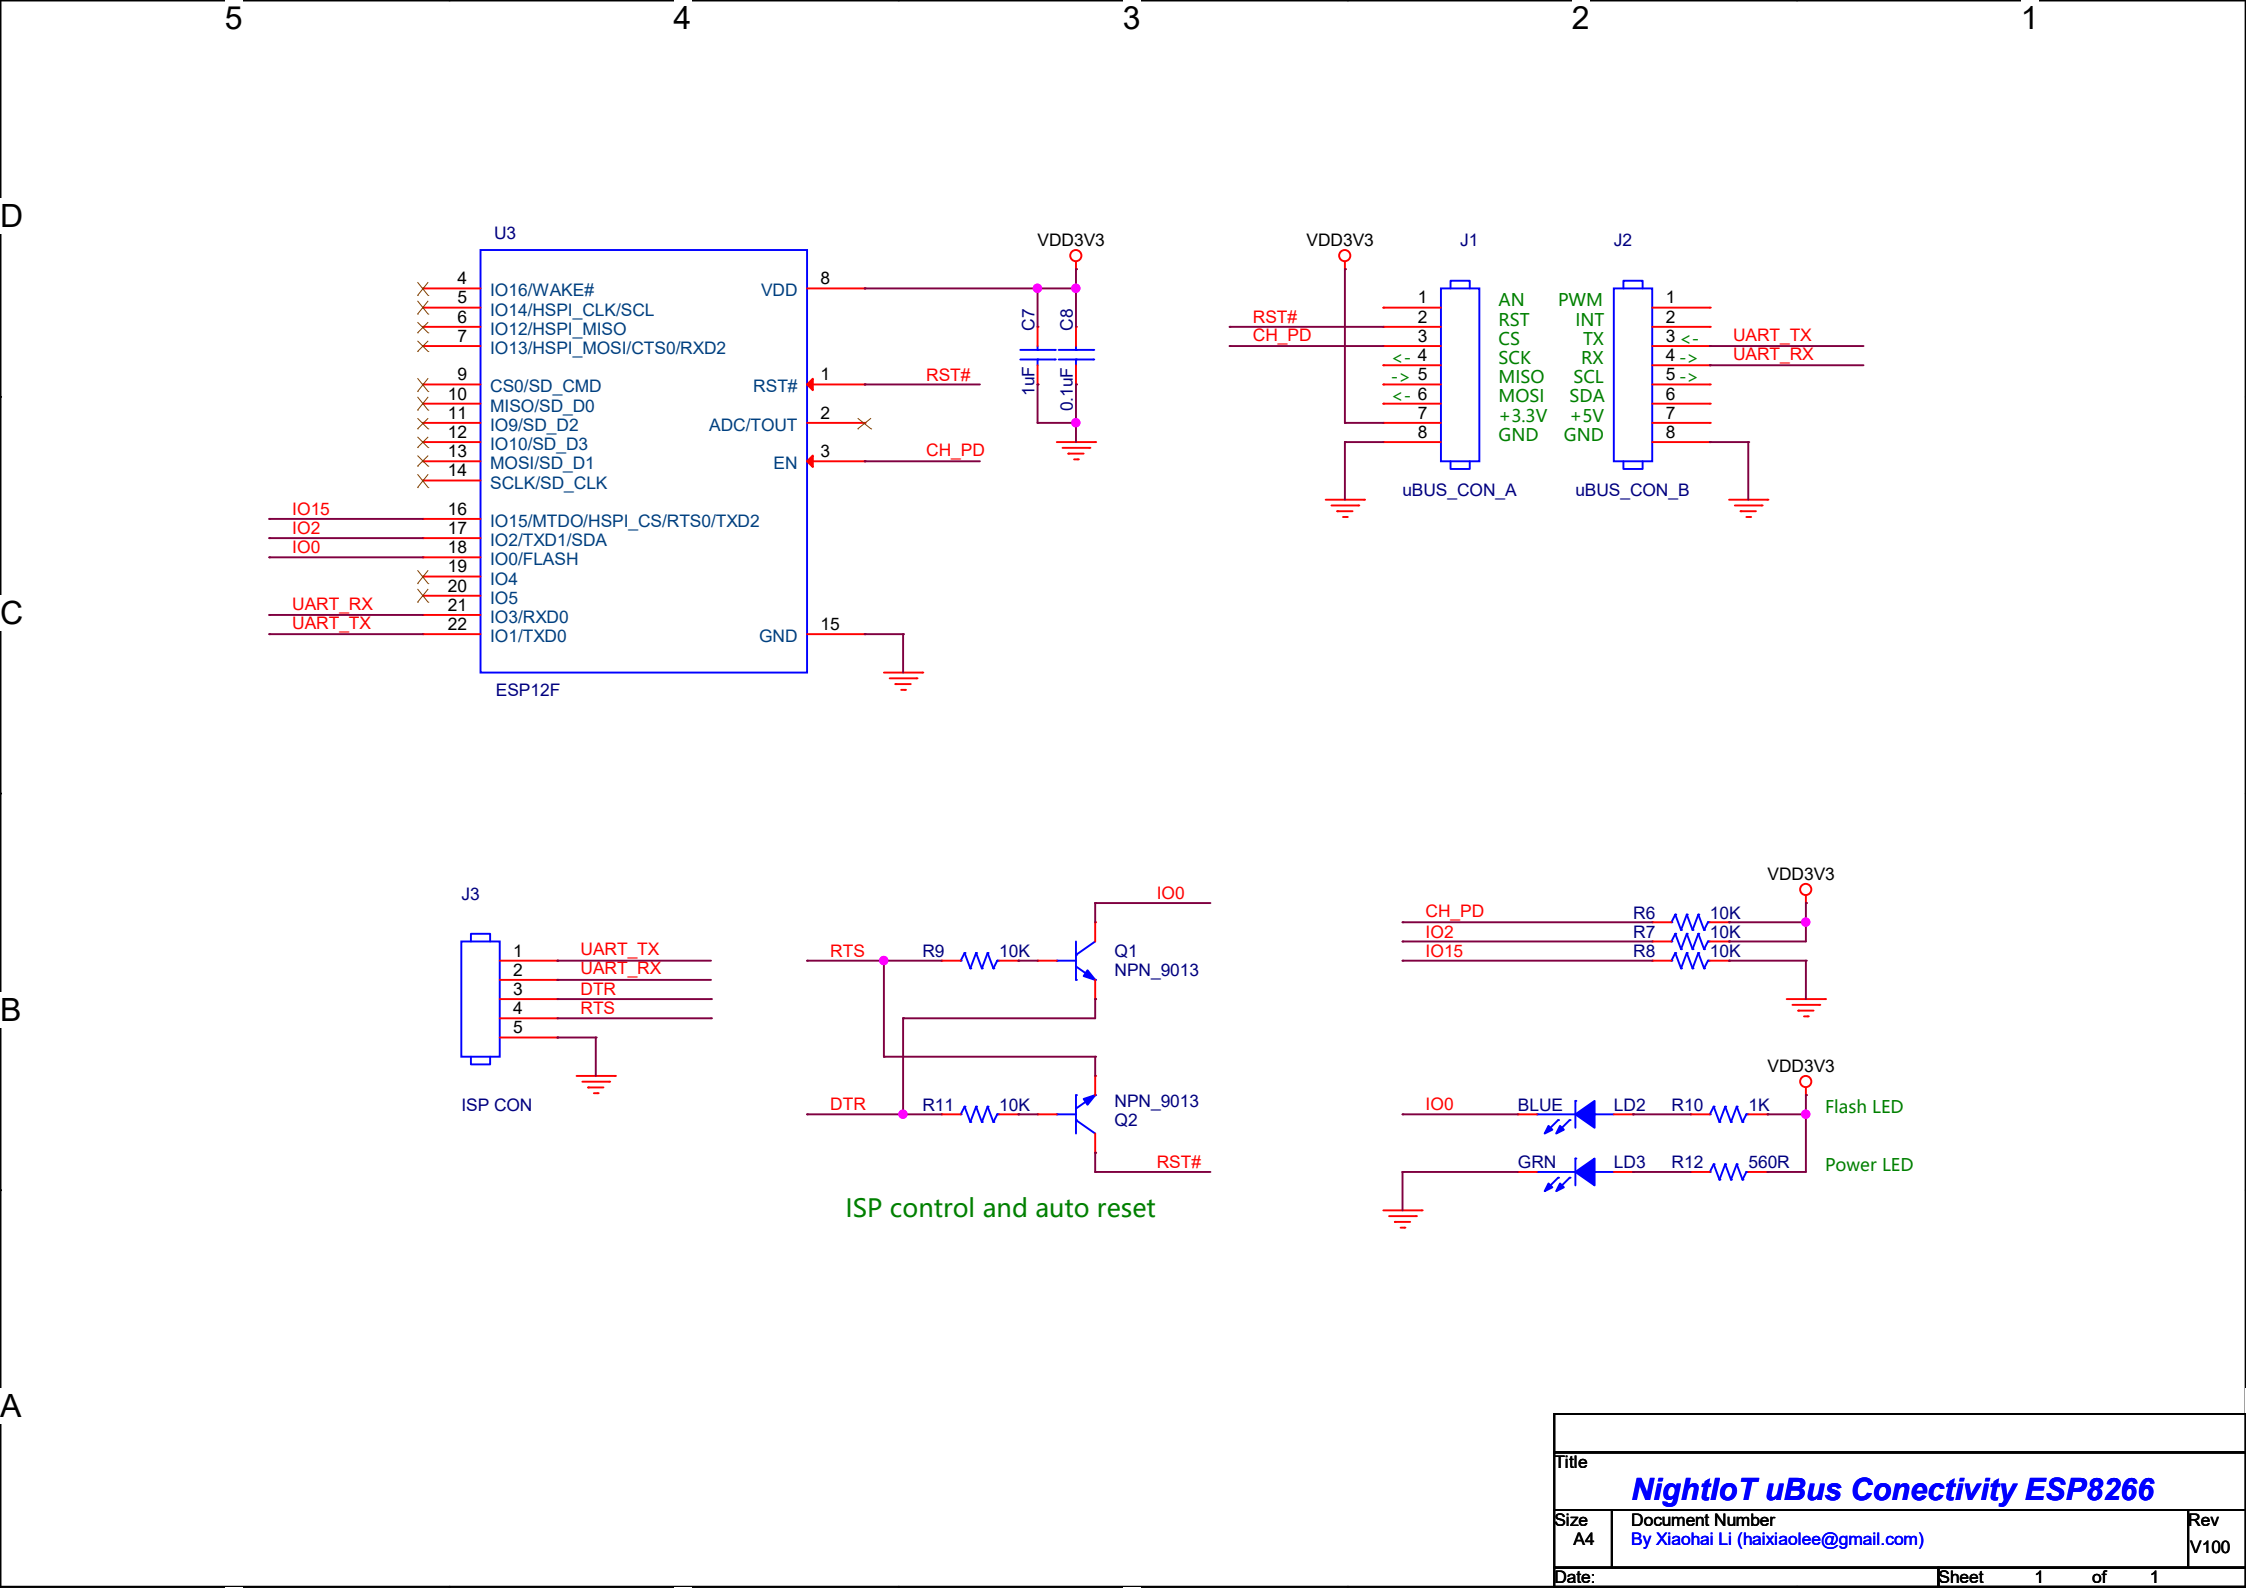 5 4 3 2 1
D
C
B
A
U3
4 IO16/WAKE#
5 IO14/HSPI_CLK/SCL
6 IO12/HSPI_MISO
7 IO13/HSPI_MOSI/CTS0/RXD2
9 CS0/SD_CMD
10 MISO/SD_D0
11 IO9/SD_D2
12 IO10/SD_D3
13 MOSI/SD_D1
14 SCLK/SD_CLK
IO15 16 IO15/MTDO/HSPI_CS/RTS0/TXD2
IO2 17 IO2/TXD1/SDA
IO0 18 IO0/FLASH
19 IO4
20 IO5
UART_RX 21 IO3/RXD0
UART_TX 22 IO1/TXD0
VDD 8
RST# 1 RST#
ADC/TOUT 2
EN 3 CH_PD
GND 15
ESP12F
VDD3V3
C7 1uF
C8 0.1uF
VDD3V3
J1
1 AN
RST# 2 RST
CH_PD 3 CS
<- 4 SCK
-> 5 MISO
<- 6 MOSI
7 +3.3V
8 GND
uBUS_CON_A
J2
PWM 1
INT 2
TX 3 <- UART_TX
RX 4 -> UART_RX
SCL 5 ->
SDA 6
+5V 7
GND 8
uBUS_CON_B
J3
1 UART_TX
2 UART_RX
3 DTR
4 RTS
5
ISP CON
IO0
RTS R9 10K Q1
NPN_9013
DTR R11 10K NPN_9013
Q2
RST#
ISP control and auto reset
VDD3V3
CH_PD R6 10K
IO2 R7 10K
IO15 R8 10K
VDD3V3
IO0 BLUE LD2 R10 1K Flash LED
GRN LD3 R12 560R Power LED
Title
NightIoT uBus Conectivity ESP8266
Size Document Number Rev
A4 By Xiaohai Li (haixiaolee@gmail.com) V100
Date: Sheet 1 of 1